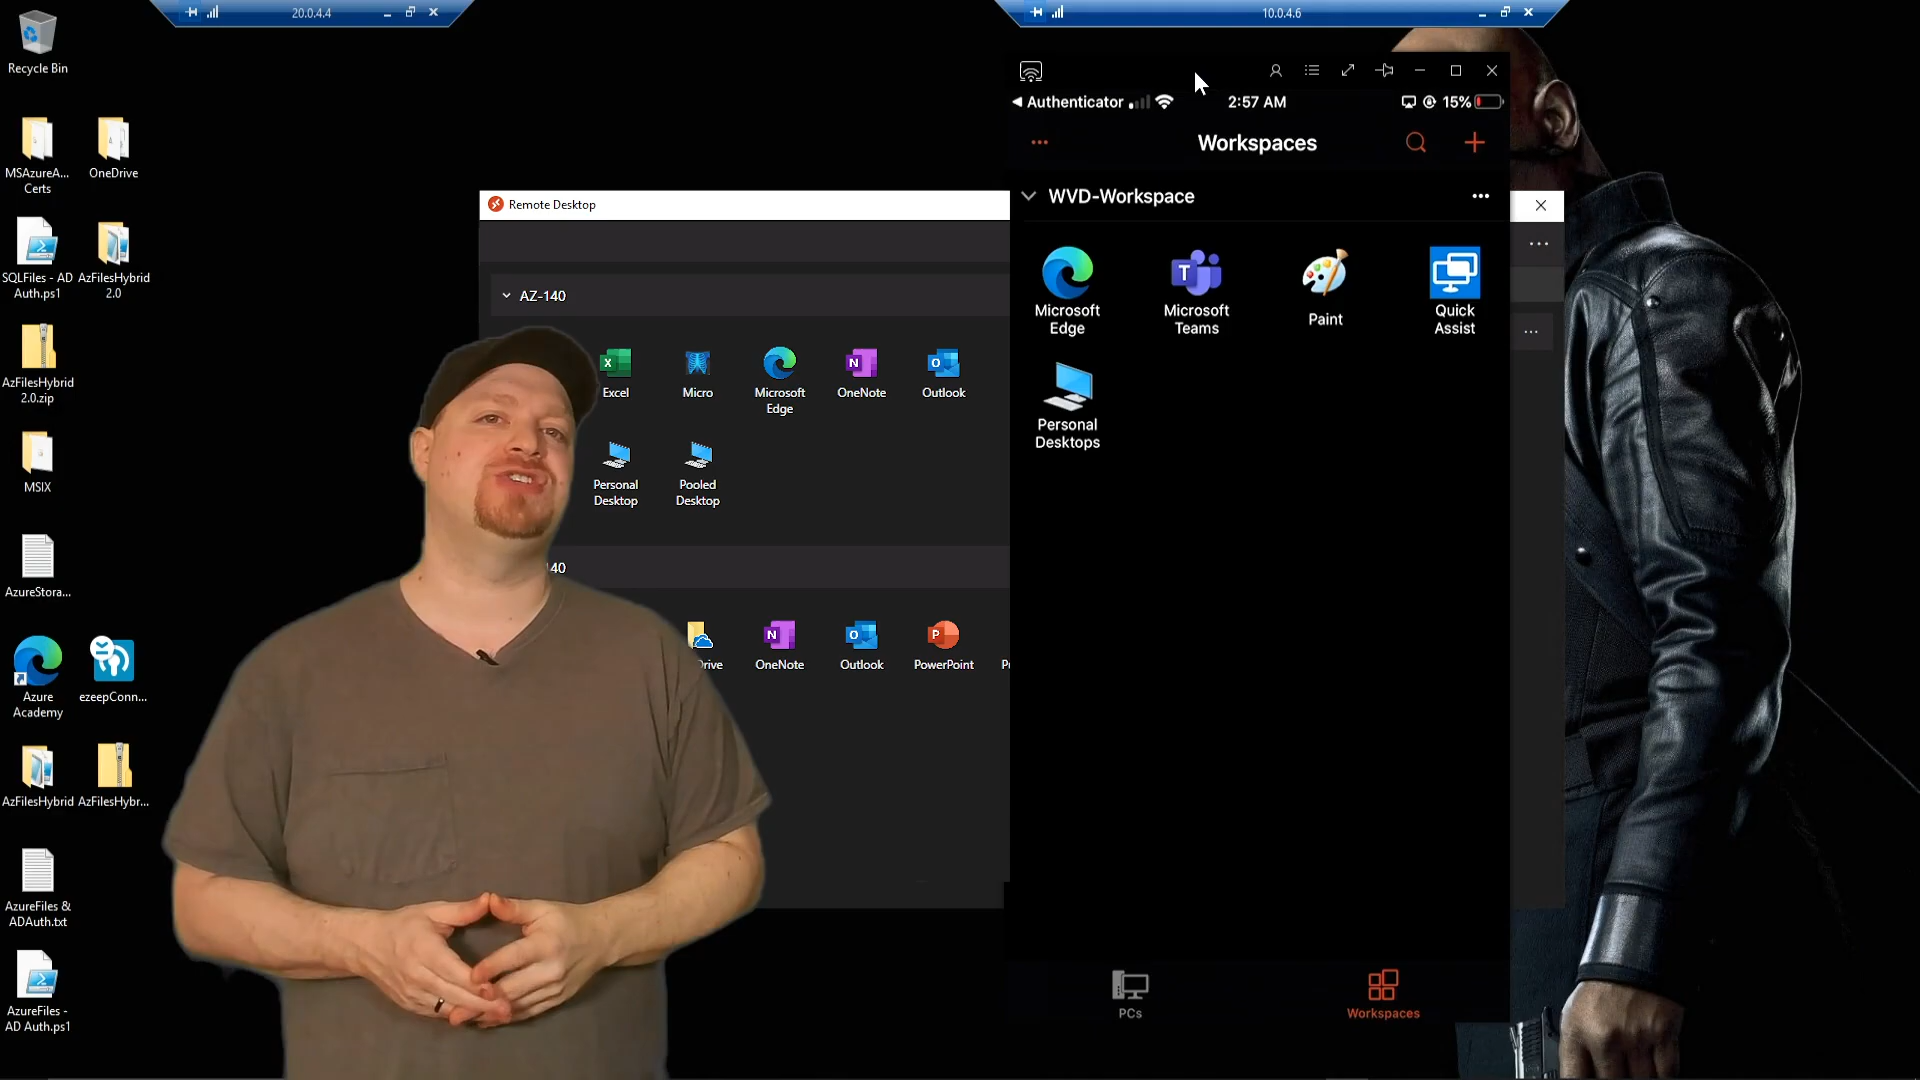 20.0.4.4
10.0.4.6
Recycle Bin
MSAzureA...
Certs
OneDrive
SQLFiles - AD
Auth.ps1
AzFilesHybrid
2.0
AzFilesHybrid
2.0.zip
MSIX
AzureStora...
Azure
Academy
ezeepConn...
AzFilesHybrid
AzFilesHybr...
AzureFiles &
ADAuth.txt
AzureFiles -
AD Auth.ps1
Remote Desktop
AZ-140
Excel
Micro
Microsoft
Edge
OneNote
Outlook
Personal
Desktop
Pooled
Desktop
140
OneNote
Outlook
PowerPoint
Authenticator
2:57 AM
15%
Workspaces
WVD-Workspace
Microsoft
Edge
Microsoft
Teams
Paint
Quick
Assist
Personal
Desktops
PCs
Workspaces